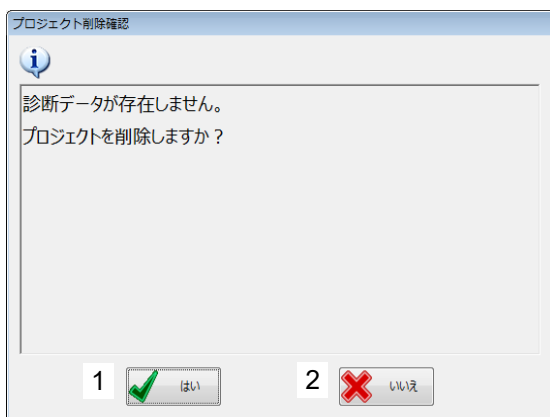 プロジェクト削除確認
診断データが存在しません。
プロジェクトを削除しますか？
1 はい 2 いいえ